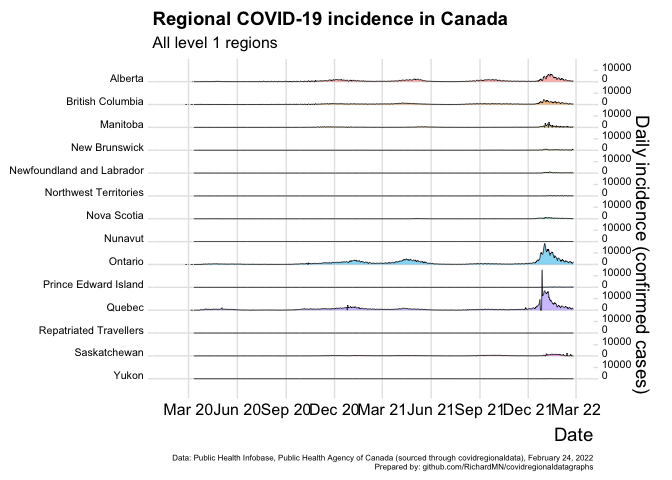 Regional COVID-19 incidence in Canada
All level 1 regions
Alberta
10000
0
British Columbia
10000
0
Manitoba
10000
0
New Brunswick
10000
0
Newfoundland and Labrador
10000
0
Northwest Territories
10000
0
Nova Scotia
10000
0
Nunavut
10000
0
Ontario
10000
0
Prince Edward Island
10000
0
Quebec
10000
0
Repatriated Travellers
10000
0
Saskatchewan
10000
0
Yukon
10000
0
Daily incidence (confirmed cases)
Mar 20 Jun 20 Sep 20 Dec 20 Mar 21 Jun 21 Sep 21 Dec 21 Mar 22
Date
Data: Public Health Infobase, Public Health Agency of Canada (sourced through covidregionaldata), February 24, 2022
Prepared by: github.com/RichardMN/covidregionaldatagraphs